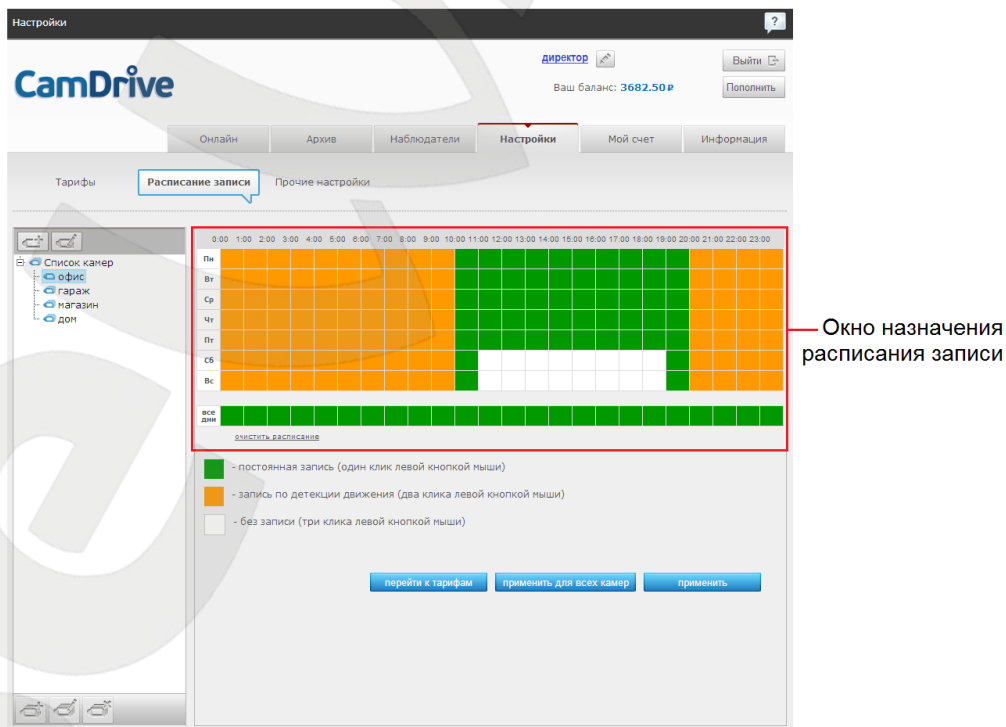 Настройки
?
CamDrive
директор
Выйти
Ваш баланс: 3682.50 ₽
Пополнить
Онлайн Архив Наблюдатели Настройки Мой счет Информация
Тарифы Расписание записи Прочие настройки
0:00 1:00 2:00 3:00 4:00 5:00 6:00 7:00 8:00 9:00 10:00 11:00 12:00 13:00 14:00 15:00 16:00 17:00 18:00 19:00 20:00 21:00 22:00 23:00
Список камер
офис
гараж
магазин
дом
Пн
Вт
Ср
Чт
Пт
Сб
Вс
все
дни
очистить расписание
Окно назначения
расписания записи
- постоянная запись (один клик левой кнопкой мыши)
- запись по детекции движения (два клика левой кнопкой мыши)
- без записи (три клика левой кнопкой мыши)
перейти к тарифам применить для всех камер применить